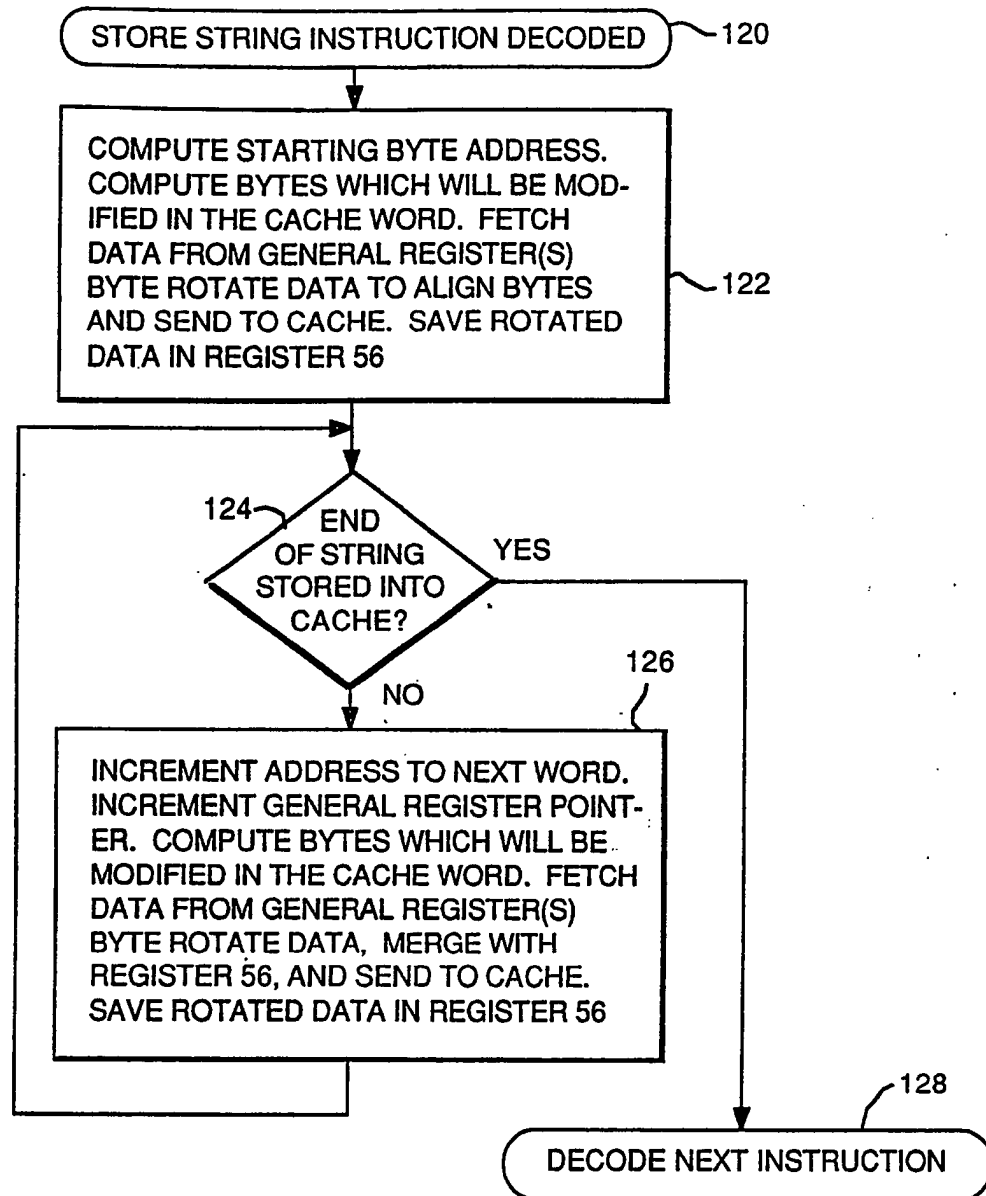 STORE STRING INSTRUCTION DECODED
120
COMPUTE STARTING BYTE ADDRESS.
COMPUTE BYTES WHICH WILL BE MOD-
IFIED IN THE CACHE WORD. FETCH
DATA FROM GENERAL REGISTER(S)
BYTE ROTATE DATA TO ALIGN BYTES
AND SEND TO CACHE. SAVE ROTATED
DATA IN REGISTER 56
122
124
END
OF STRING
STORED INTO
CACHE?
YES
NO
126
INCREMENT ADDRESS TO NEXT WORD.
INCREMENT GENERAL REGISTER POINT-
ER. COMPUTE BYTES WHICH WILL BE
MODIFIED IN THE CACHE WORD. FETCH
DATA FROM GENERAL REGISTER(S)
BYTE ROTATE DATA, MERGE WITH
REGISTER 56, AND SEND TO CACHE.
SAVE ROTATED DATA IN REGISTER 56
128
DECODE NEXT INSTRUCTION